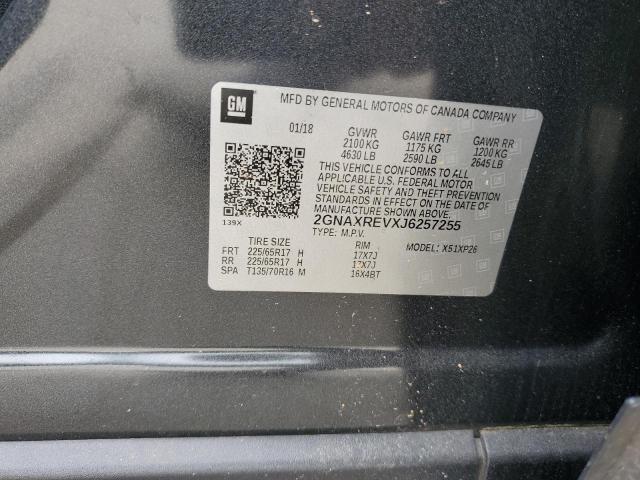 GM
MFD BY GENERAL MOTORS OF CANADA COMPANY
01/18 GVWR GAWR FRT GAWR RR
2100 KG 1175 KG 1200 KG
4630 LB 2590 LB 2645 LB
THIS VEHICLE CONFORMS TO ALL
APPLICABLE U.S. FEDERAL MOTOR
VEHICLE SAFETY AND THEFT PREVENTION
STANDARDS IN EFFECT ON THE DATE OF
MANUFACTURE SHOWN ABOVE.
139X
2GNAXREVXJ6257255
TYPE: M.P.V. MODEL: X51XP26
TIRE SIZE RIM
FRT 225/65R17 H 17X7J
RR 225/65R17 H 17X7J
SPA T135/70R16 M 16X4BT